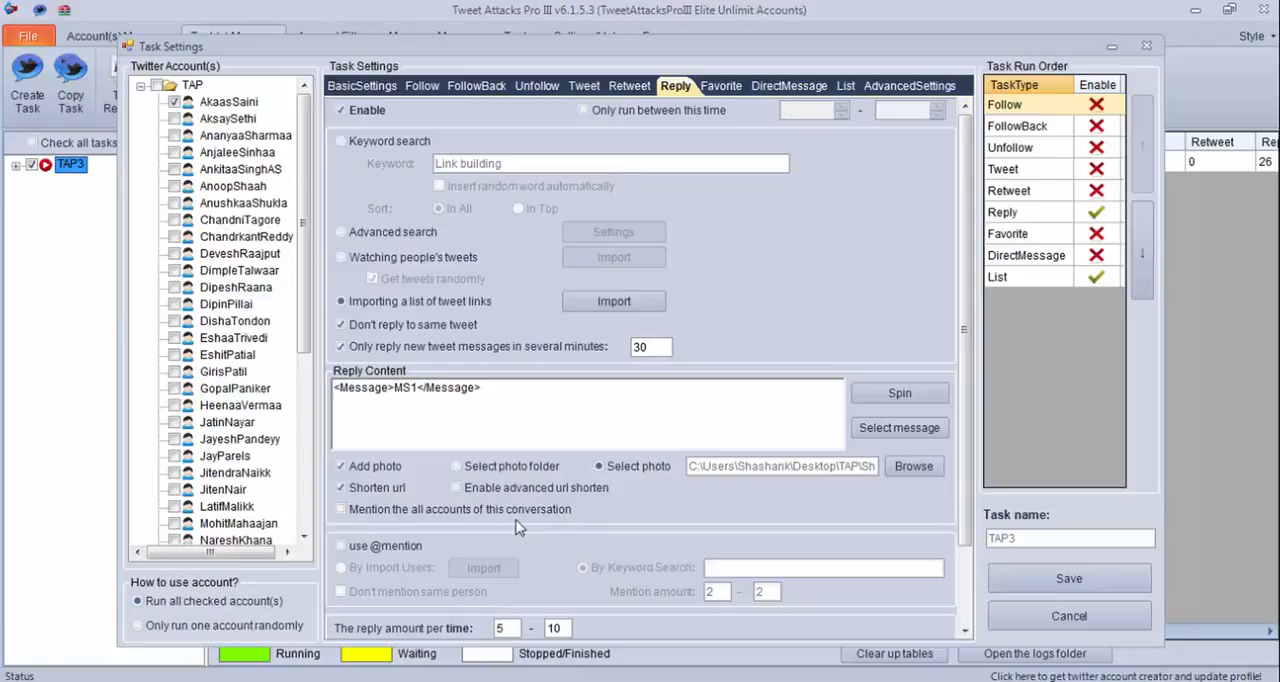 Tweet Attacks Pro III v6.1.5.3 (TweetAttacksProIII Elite Unlimit Accounts)
File
Style
Task Settings
Create
Task
Copy
Task
Check all tasks
TAP3
Retweet
0
26
Twitter Account(s)
TAP
AkaasSaini
AksaySethi
AnanyaaSharmaa
AnjaleeSinhaa
AnkitaaSinghAS
AnoopShaah
AnushkaaShukla
ChandniTagore
ChandrkantReddy
DeveshRaajput
DimpleTalwaar
DipeshRaana
DipinPillai
DishaTondon
EshaaTrivedi
EshitPatial
GirisPatil
GopalPaniker
HeenaaVermaa
JatinNayar
JayeshPandeyy
JayParels
JitendraNaikk
JitenNair
LatifMalikk
MohitMahaajan
NareshKhana
How to use account?
Run all checked account(s)
Only run one account randomly
Task Settings
BasicSettings Follow FollowBack Unfollow Tweet Retweet Reply Favorite DirectMessage List AdvancedSettings
Enable Only run between this time -
Keyword search
Keyword: Link building
Insert random word automatically
Sort: In All In Top
Advanced search Settings
Watching people's tweets Import
Get tweets randomly
Importing a list of tweet links Import
Don't reply to same tweet
Only reply new tweet messages in several minutes: 30
Reply Content
<Message>MS1</Message>
Spin
Select message
Add photo Select photo folder Select photo C:\Users\Shashank\Desktop\TAP\Sh Browse
Shorten url Enable advanced url shorten
Mention the all accounts of this conversation
use @mention
By Import Users: Import By Keyword Search:
Don't mention same person Mention amount: 2 - 2
The reply amount per time: 5 - 10
Task Run Order
TaskType Enable
Follow
FollowBack
Unfollow
Tweet
Retweet
Reply
Favorite
DirectMessage
List
Task name:
TAP3
Save
Cancel
Running Waiting Stopped/Finished Clear up tables Open the logs folder
Status Click here to get twitter account creator and update profile!